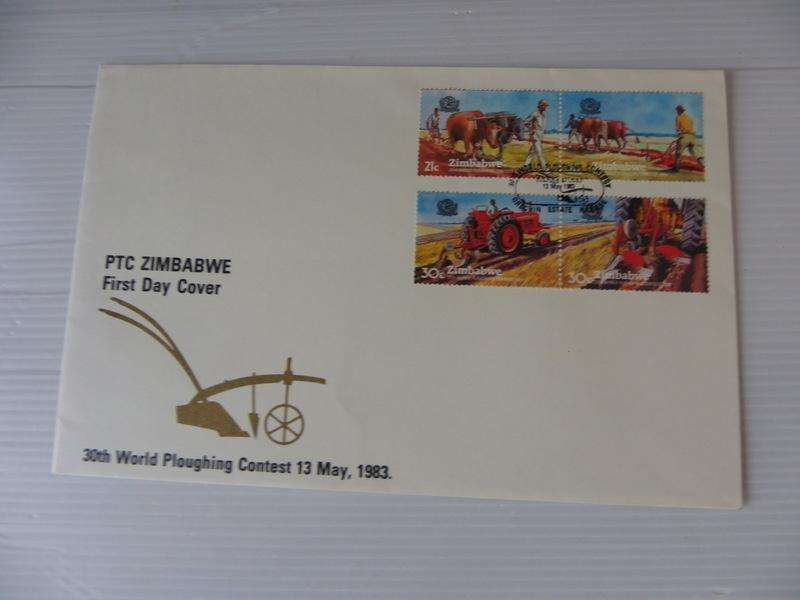 21c Zimbabwe
Zimbabwe
13 May 1983
30c Zimbabwe
30c Zimbabwe
PTC ZIMBABWE
First Day Cover
30th World Ploughing Contest 13 May, 1983.